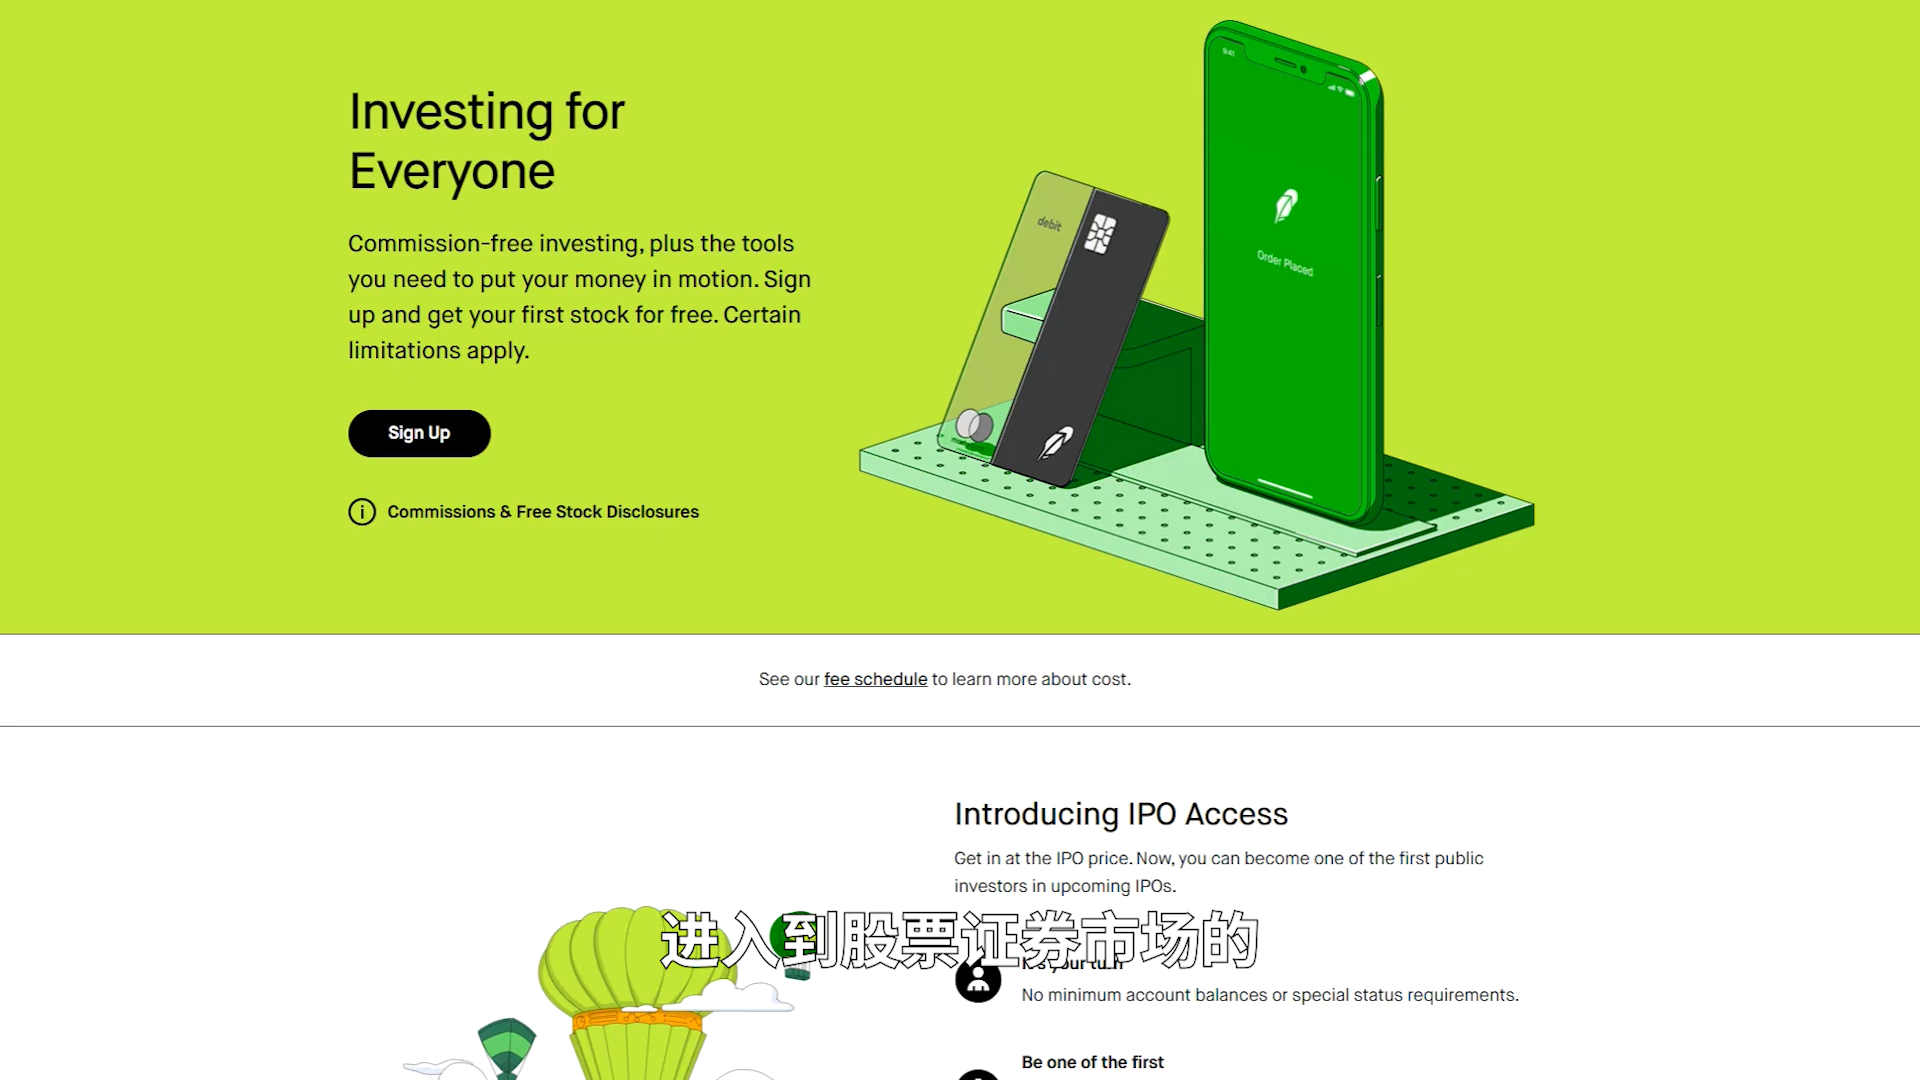 Investing for
Everyone
Commission-free investing, plus the tools
you need to put your money in motion. Sign
up and get your first stock for free. Certain
limitations apply.
Sign Up
Commissions & Free Stock Disclosures
debit
Order Placed
See our fee schedule to learn more about cost.
Introducing IPO Access
Get in at the IPO price. Now, you can become one of the first public
investors in upcoming IPOs.
进入到股票证券市场的
It's your turn
No minimum account balances or special status requirements.
Be one of the first